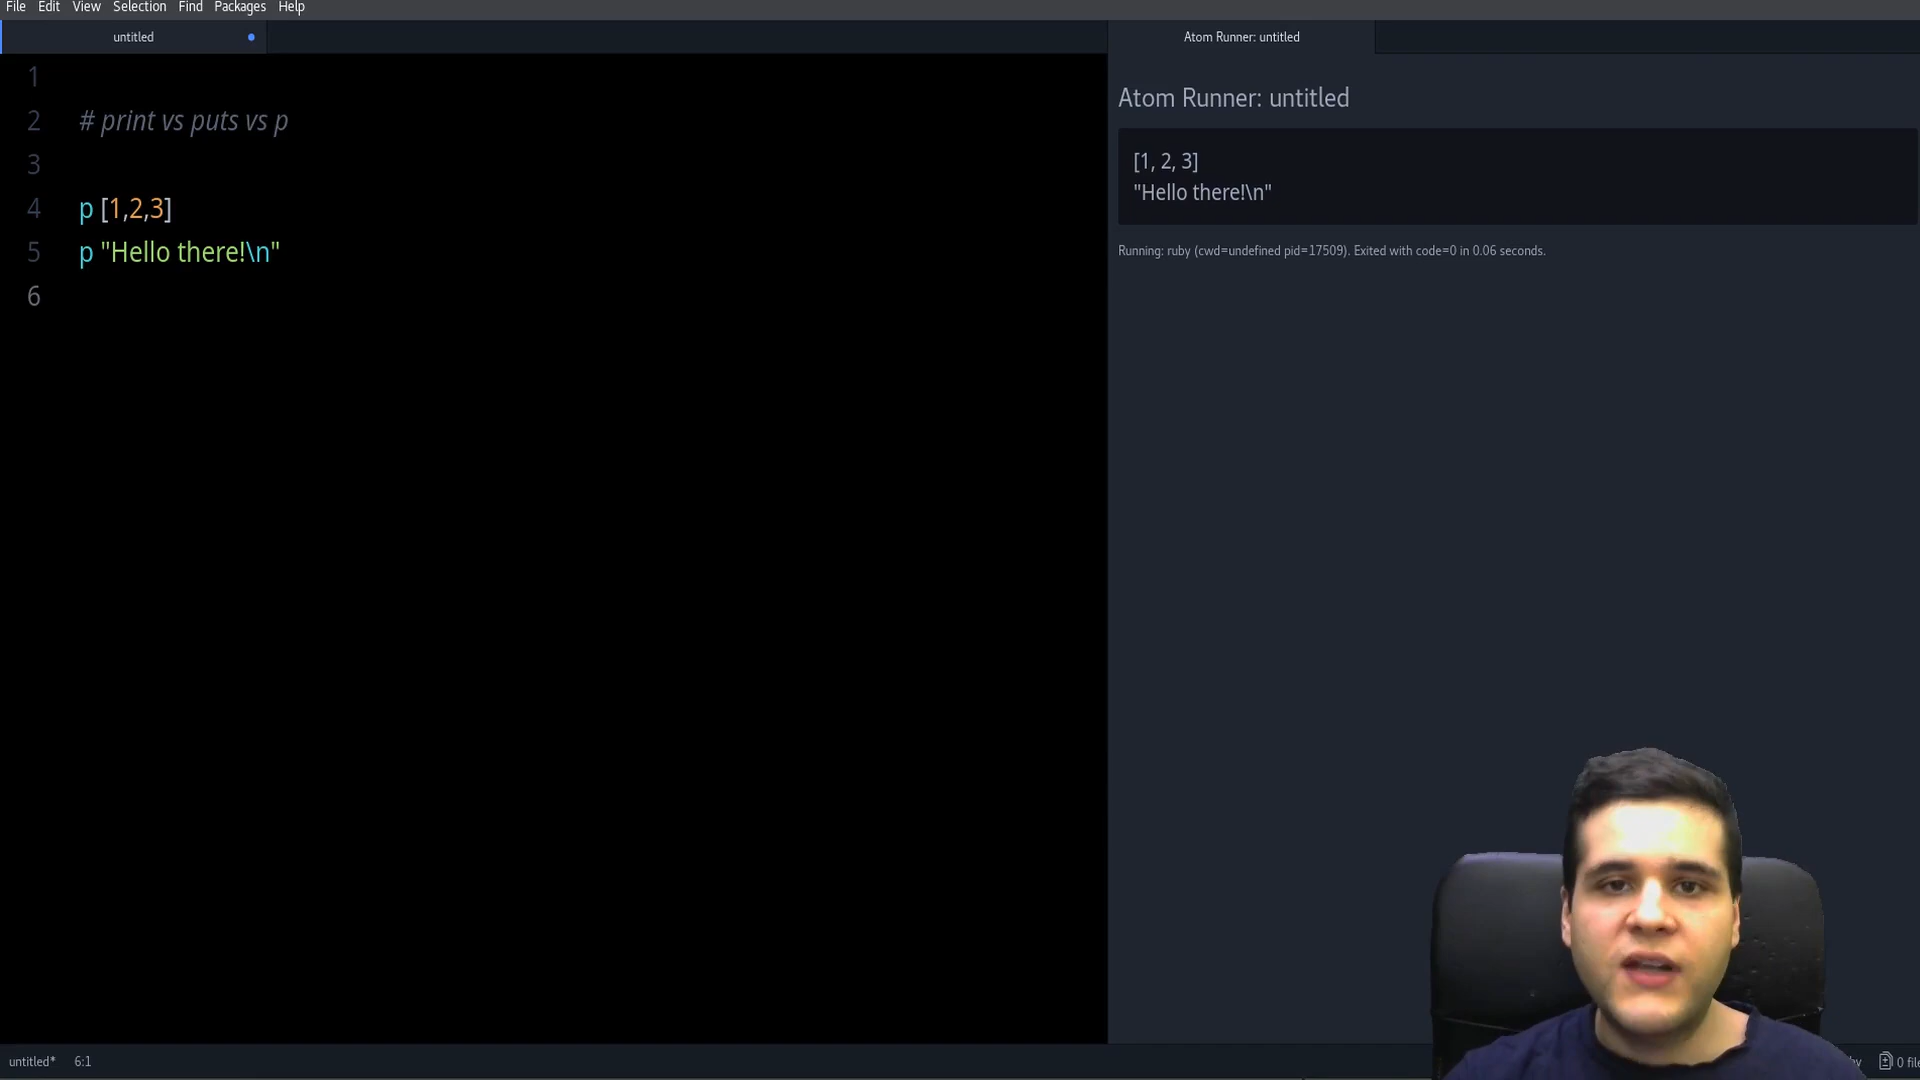 File Edit View Selection Find Packages Help
untitled
Atom Runner: untitled
1
2 # print vs puts vs p
3
4 p [1,2,3]
5 p "Hello there!\n"
6
Atom Runner: untitled
[1, 2, 3]
"Hello there!\n"
Running: ruby (cwd=undefined pid=17509). Exited with code=0 in 0.06 seconds.
untitled* 6:1
0